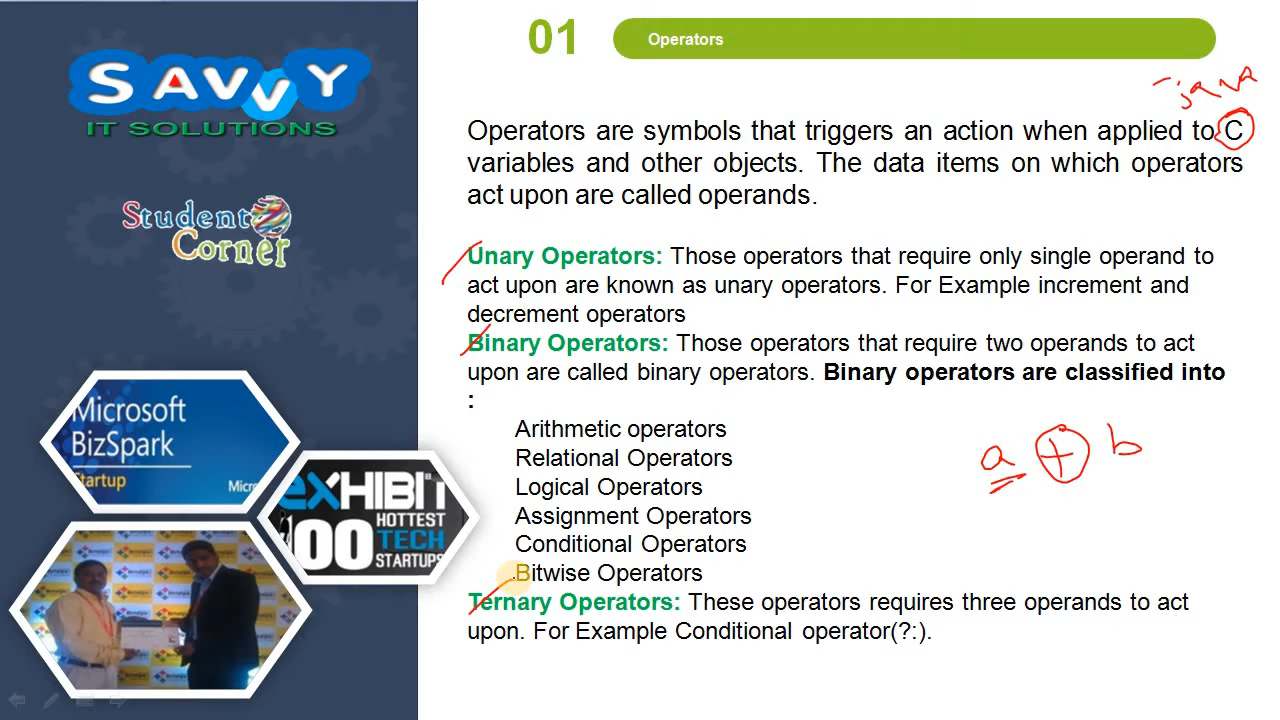 SAVVY
IT SOLUTIONS
Student
Corner
Microsoft
BizSpark
Startup
Micr
EXHIBIT
100 HOTTEST
TECH
STARTUPS
01
Operators
java
Operators are symbols that triggers an action when applied to C
variables and other objects. The data items on which operators
act upon are called operands.
Unary Operators: Those operators that require only single operand to
act upon are known as unary operators. For Example increment and
decrement operators
Binary Operators: Those operators that require two operands to act
upon are called binary operators. Binary operators are classified into
:
Arithmetic operators
Relational Operators
Logical Operators
Assignment Operators
Conditional Operators
Bitwise Operators
a + b
Ternary Operators: These operators requires three operands to act
upon. For Example Conditional operator(?:).